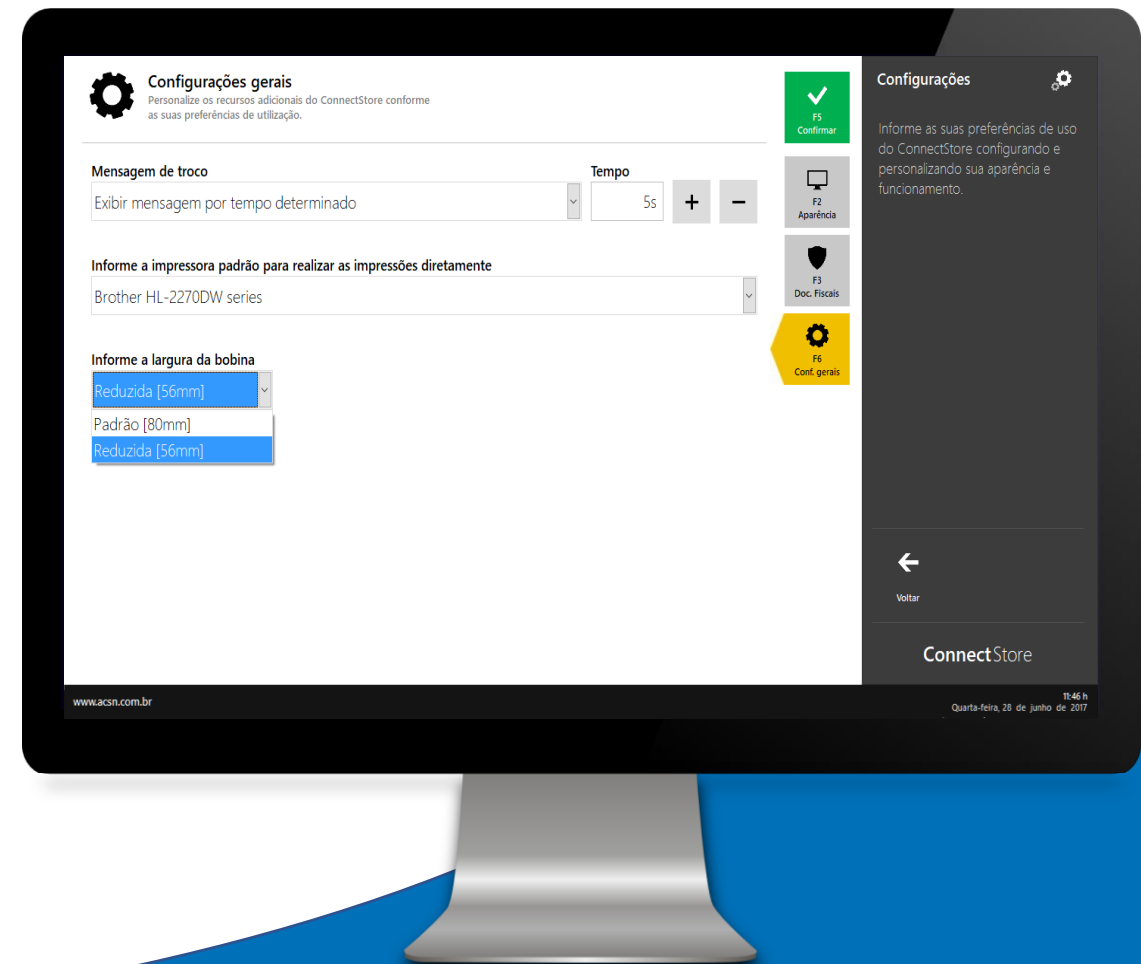 Configurações gerais
Personalize os recursos adicionais do ConnectStore conforme
as suas preferências de utilização.
Mensagem de troco
Tempo
Exibir mensagem por tempo determinado
5s
+
−
Informe a impressora padrão para realizar as impressões diretamente
Brother HL-2270DW series
Informe a largura da bobina
Reduzida [56mm]
Padrão [80mm]
Reduzida [56mm]
F5
Confirmar
F2
Aparência
F3
Doc. Fiscais
F6
Conf. gerais
Configurações
Informe as suas preferências de uso
do ConnectStore configurando e
personalizando sua aparência e
funcionamento.
Voltar
ConnectStore
www.acsn.com.br
11:46 h
Quarta-feira, 28 de junho de 2017